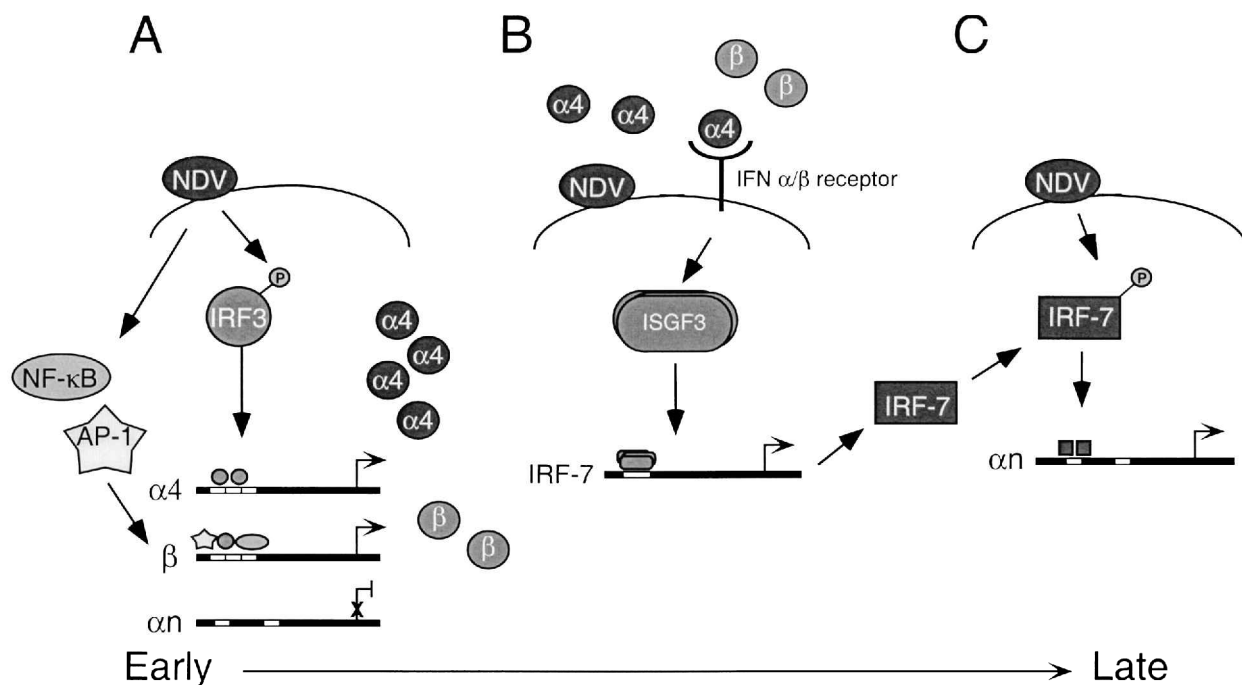 A
NDV
P
IRF3
NF-κB
AP-1
α4
α4
α4
α4
α4
β
β
β
αn
Early
B
β
β
α4
α4
α4
NDV
IFN α/β receptor
ISGF3
IRF-7
IRF-7
C
NDV
P
IRF-7
αn
Late